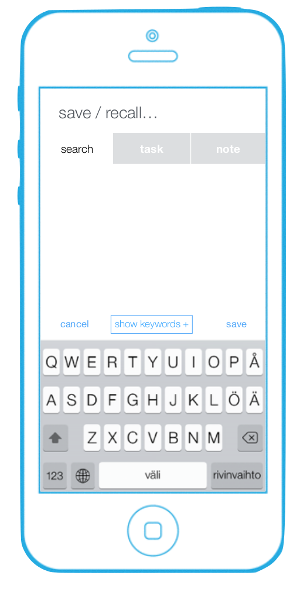 save / recall...
search task note
cancel show keywords + save
Q W E R T Y U I O P Å
A S D F G H J K L Ö Ä
Z X C V B N M
123 väli rivinvaihto